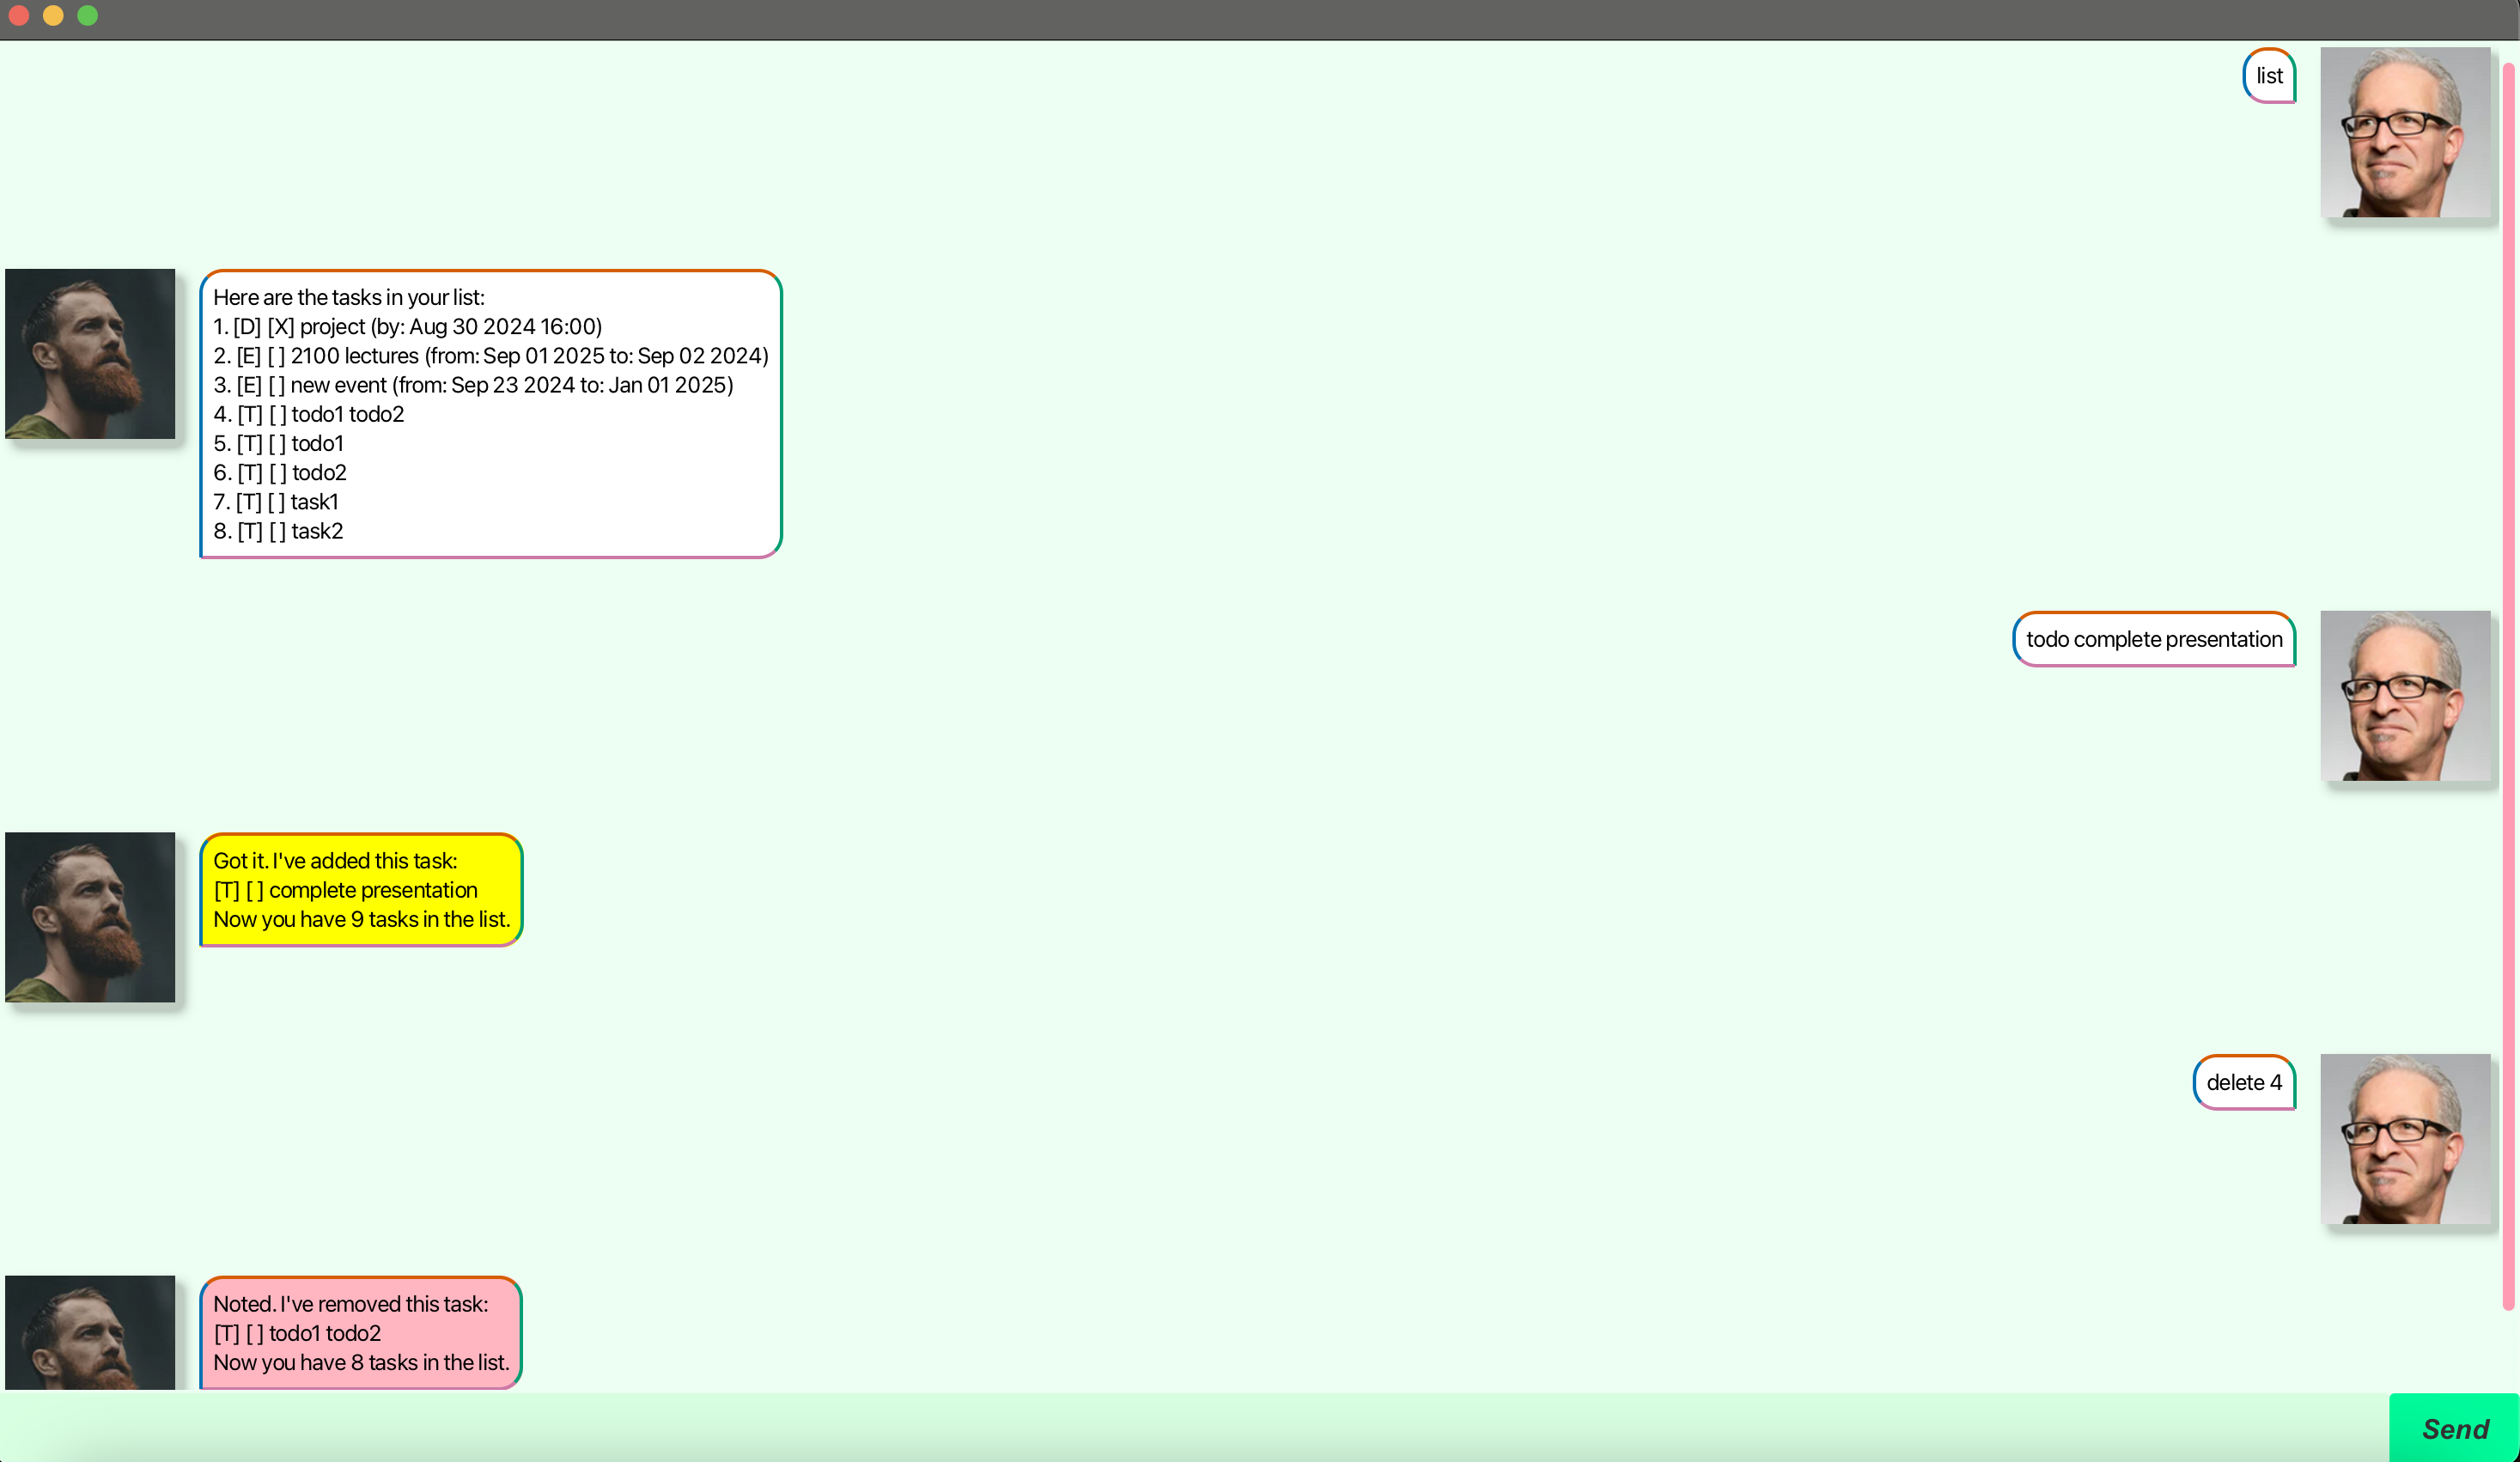 list
Here are the tasks in your list:
1. [D] [X] project (by: Aug 30 2024 16:00)
2. [E] [ ] 2100 lectures (from: Sep 01 2025 to: Sep 02 2024)
3. [E] [ ] new event (from: Sep 23 2024 to: Jan 01 2025)
4. [T] [ ] todo1 todo2
5. [T] [ ] todo1
6. [T] [ ] todo2
7. [T] [ ] task1
8. [T] [ ] task2
todo complete presentation
Got it. I've added this task:
[T] [ ] complete presentation
Now you have 9 tasks in the list.
delete 4
Noted. I've removed this task:
[T] [ ] todo1 todo2
Now you have 8 tasks in the list.
Send